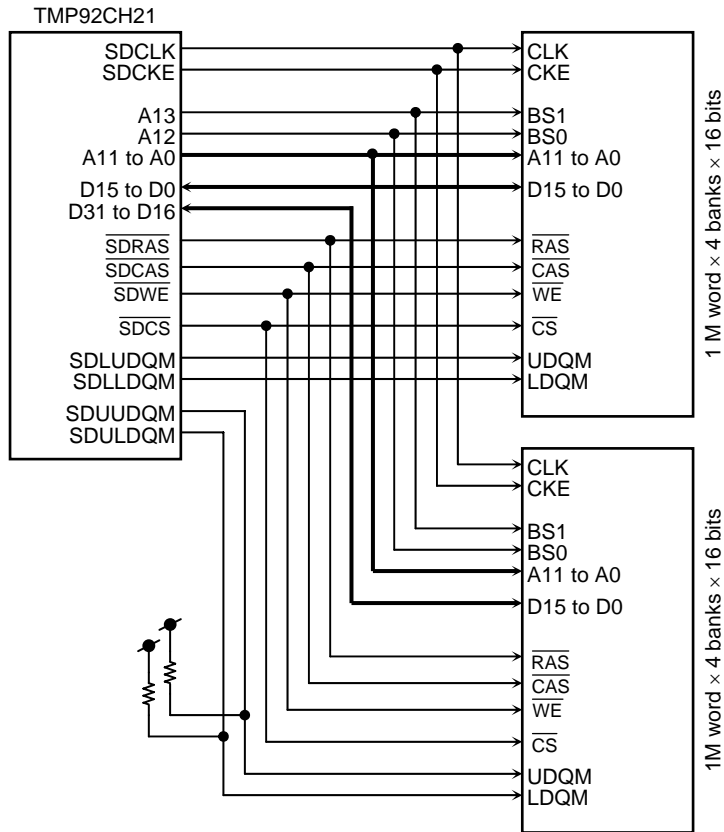 TMP92CH21
SDCLK
SDCKE
A13
A12
A11 to A0
D15 to D0
D31 to D16
SDRAS
SDCAS
SDWE
SDCS
SDLUDQM
SDLLDQM
SDUUDQM
SDULDQM
CLK
CKE
BS1
BS0
A11 to A0
D15 to D0
RAS
CAS
WE
CS
UDQM
LDQM
1 M word × 4 banks × 16 bits
CLK
CKE
BS1
BS0
A11 to A0
D15 to D0
RAS
CAS
WE
CS
UDQM
LDQM
1M word × 4 banks × 16 bits